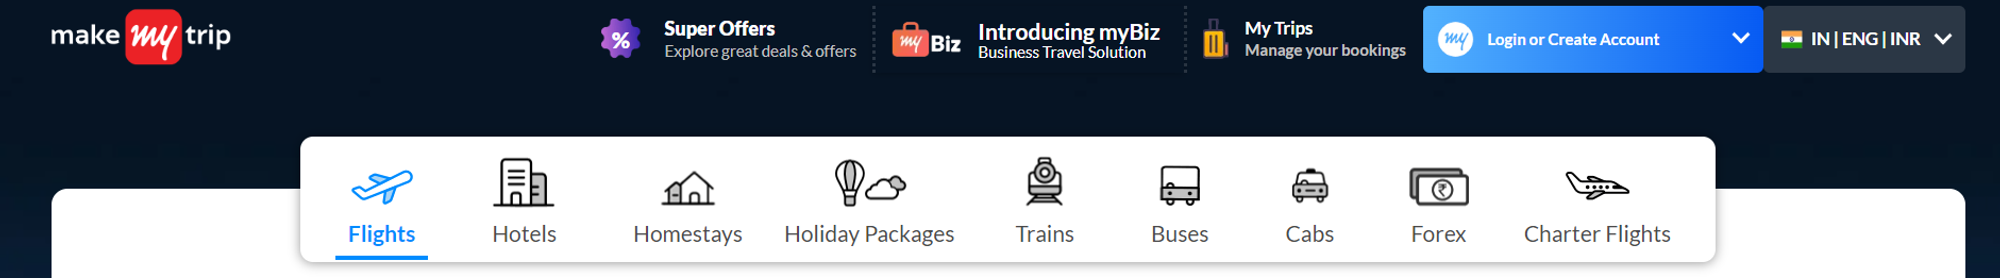 make my trip
%
Super Offers
Explore great deals & offers
my Biz
Introducing myBiz
Business Travel Solution
My Trips
Manage your bookings
my
Login or Create Account
IN | ENG | INR
Flights
Hotels
Homestays
Holiday Packages
Trains
Buses
Cabs
₹
Forex
Charter Flights